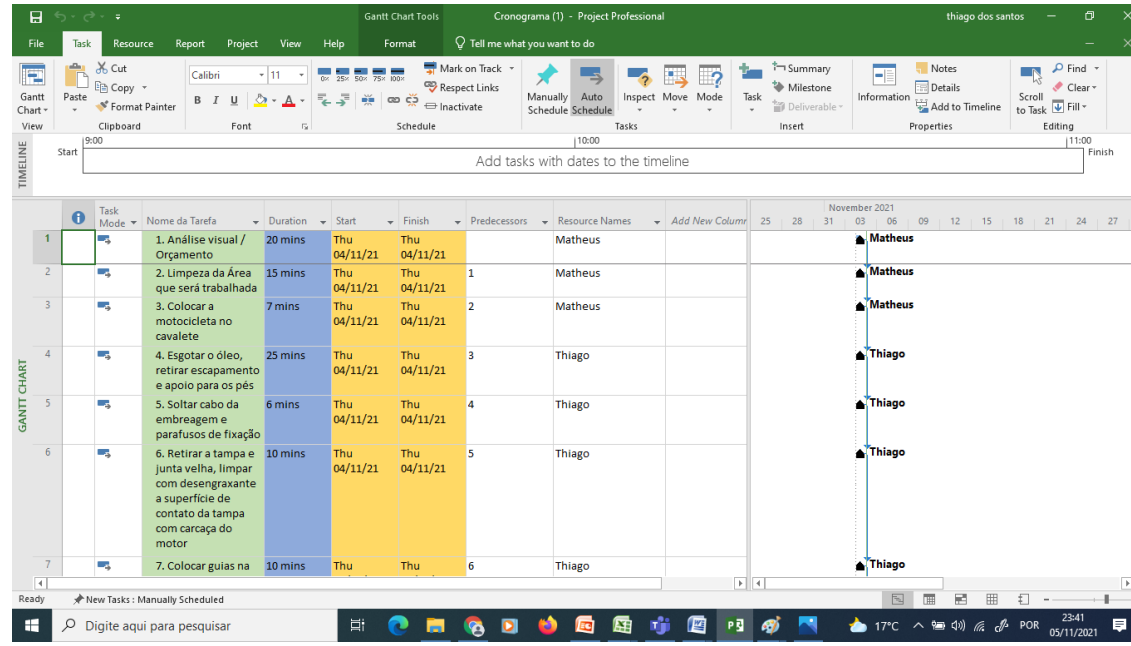 Gantt Chart Tools
Cronograma (1) - Project Professional
thiago dos santos
File Task Resource Report Project View Help Format Tell me what you want to do
Gantt Chart
View
Paste
Cut
Copy
Format Painter
Clipboard
Calibri 11
B I U A
Font
0× 25× 50× 75× 100×
Mark on Track
Respect Links
Inactivate
Schedule
Manually Schedule
Auto Schedule
Inspect
Move
Mode
Tasks
Task
Summary
Milestone
Deliverable
Insert
Information
Notes
Details
Add to Timeline
Properties
Scroll to Task
Find
Clear
Fill
Editing
TIMELINE
Start
9:00 10:00 11:00
Add tasks with dates to the timeline
Finish
GANTT CHART
Task Mode Nome da Tarefa Duration Start Finish Predecessors Resource Names Add New Column
November 2021
25 28 31 03 06 09 12 15 18 21 24 27
1 1. Análise visual / 20 mins Thu Thu Matheus Matheus
Orçamento 04/11/21 04/11/21
2 2. Limpeza da Área 15 mins Thu Thu 1 Matheus Matheus
que será trabalhada 04/11/21 04/11/21
3 3. Colocar a 7 mins Thu Thu 2 Matheus Matheus
motocicleta no 04/11/21 04/11/21
cavalete
4 4. Esgotar o óleo, 25 mins Thu Thu 3 Thiago Thiago
retirar escapamento 04/11/21 04/11/21
e apoio para os pés
5 5. Soltar cabo da 6 mins Thu Thu 4 Thiago Thiago
embreagem e 04/11/21 04/11/21
parafusos de fixação
6 6. Retirar a tampa e 10 mins Thu Thu 5 Thiago Thiago
junta velha, limpar 04/11/21 04/11/21
com desengraxante
a superfície de
contato da tampa
com carcaça do
motor
7 7. Colocar guias na 10 mins Thu Thu 6 Thiago Thiago
Ready New Tasks : Manually Scheduled
Digite aqui para pesquisar
17°C POR 23:41
05/11/2021